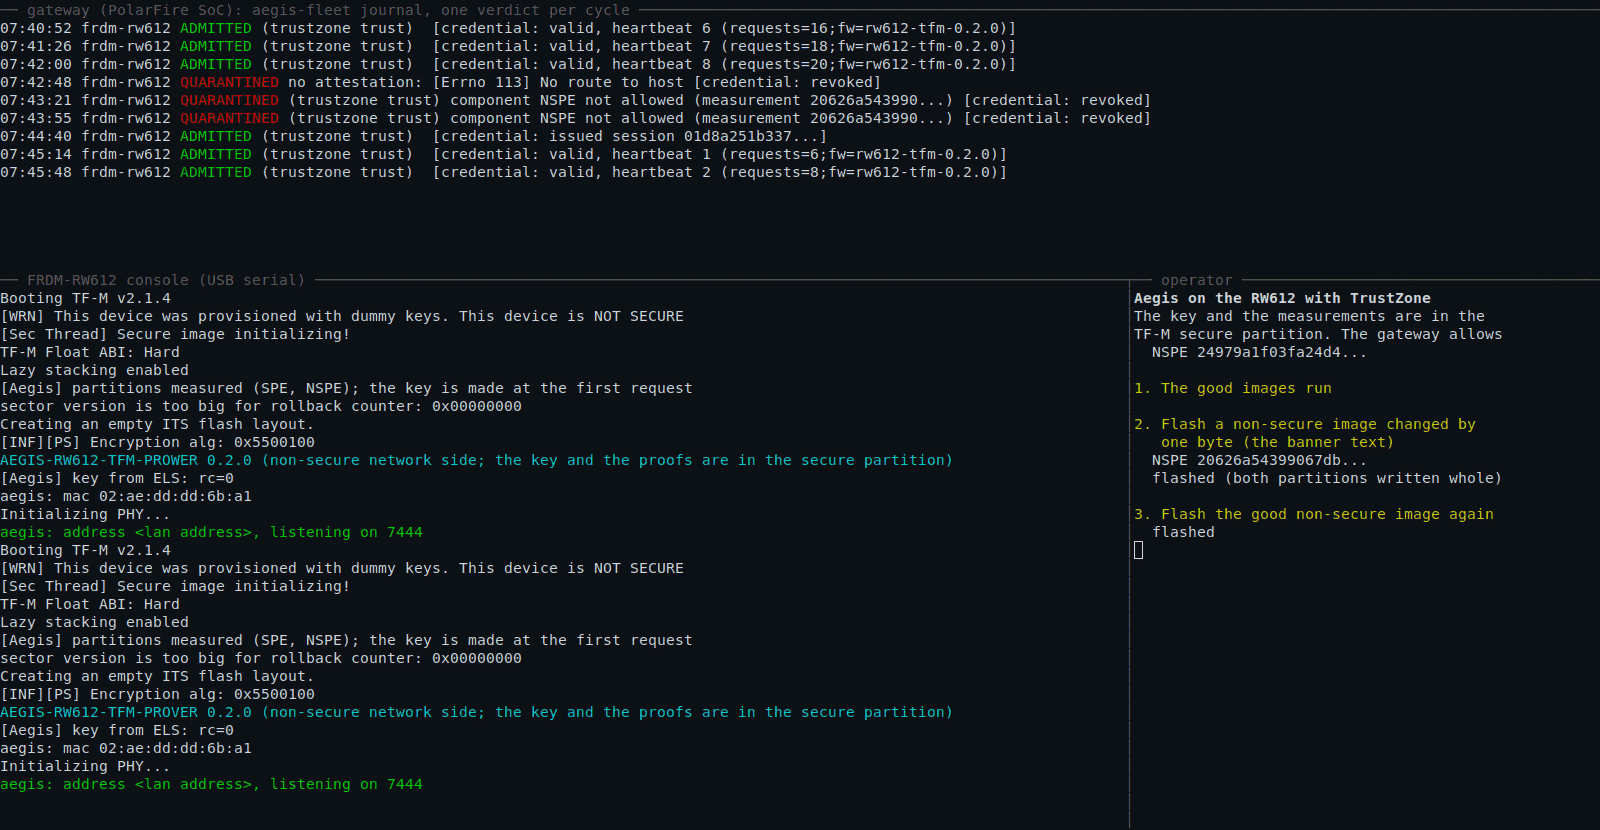 gateway (PolarFire SoC): aegis-fleet journal, one verdict per cycle
07:40:52 frdm-rw612 ADMITTED (trustzone trust)  [credential: valid, heartbeat 6 (requests=16;fw=rw612-tfm-0.2.0)]
07:41:26 frdm-rw612 ADMITTED (trustzone trust)  [credential: valid, heartbeat 7 (requests=18;fw=rw612-tfm-0.2.0)]
07:42:00 frdm-rw612 ADMITTED (trustzone trust)  [credential: valid, heartbeat 8 (requests=20;fw=rw612-tfm-0.2.0)]
07:42:48 frdm-rw612 QUARANTINED no attestation: [Errno 113] No route to host [credential: revoked]
07:43:21 frdm-rw612 QUARANTINED (trustzone trust) component NSPE not allowed (measurement 20626a543990...) [credential: revoked]
07:43:55 frdm-rw612 QUARANTINED (trustzone trust) component NSPE not allowed (measurement 20626a543990...) [credential: revoked]
07:44:40 frdm-rw612 ADMITTED (trustzone trust)  [credential: issued session 01d8a251b337...]
07:45:14 frdm-rw612 ADMITTED (trustzone trust)  [credential: valid, heartbeat 1 (requests=6;fw=rw612-tfm-0.2.0)]
07:45:48 frdm-rw612 ADMITTED (trustzone trust)  [credential: valid, heartbeat 2 (requests=8;fw=rw612-tfm-0.2.0)]
FRDM-RW612 console (USB serial)
Booting TF-M v2.1.4
[WRN] This device was provisioned with dummy keys. This device is NOT SECURE
[Sec Thread] Secure image initializing!
TF-M Float ABI: Hard
Lazy stacking enabled
[Aegis] partitions measured (SPE, NSPE); the key is made at the first request
sector version is too big for rollback counter: 0x00000000
Creating an empty ITS flash layout.
[INF][PS] Encryption alg: 0x5500100
AEGIS-RW612-TFM-PROWER 0.2.0 (non-secure network side; the key and the proofs are in the secure partition)
[Aegis] key from ELS: rc=0
aegis: mac 02:ae:dd:dd:6b:a1
Initializing PHY...
aegis: address <lan address>, listening on 7444
Booting TF-M v2.1.4
[WRN] This device was provisioned with dummy keys. This device is NOT SECURE
[Sec Thread] Secure image initializing!
TF-M Float ABI: Hard
Lazy stacking enabled
[Aegis] partitions measured (SPE, NSPE); the key is made at the first request
sector version is too big for rollback counter: 0x00000000
Creating an empty ITS flash layout.
[INF][PS] Encryption alg: 0x5500100
AEGIS-RW612-TFM-PROVER 0.2.0 (non-secure network side; the key and the proofs are in the secure partition)
[Aegis] key from ELS: rc=0
aegis: mac 02:ae:dd:dd:6b:a1
Initializing PHY...
aegis: address <lan address>, listening on 7444
operator
Aegis on the RW612 with TrustZone
The key and the measurements are in the
TF-M secure partition. The gateway allows
NSPE 24979a1f03fa24d4...
1. The good images run
2. Flash a non-secure image changed by
one byte (the banner text)
NSPE 20626a54399067db...
flashed (both partitions written whole)
3. Flash the good non-secure image again
flashed